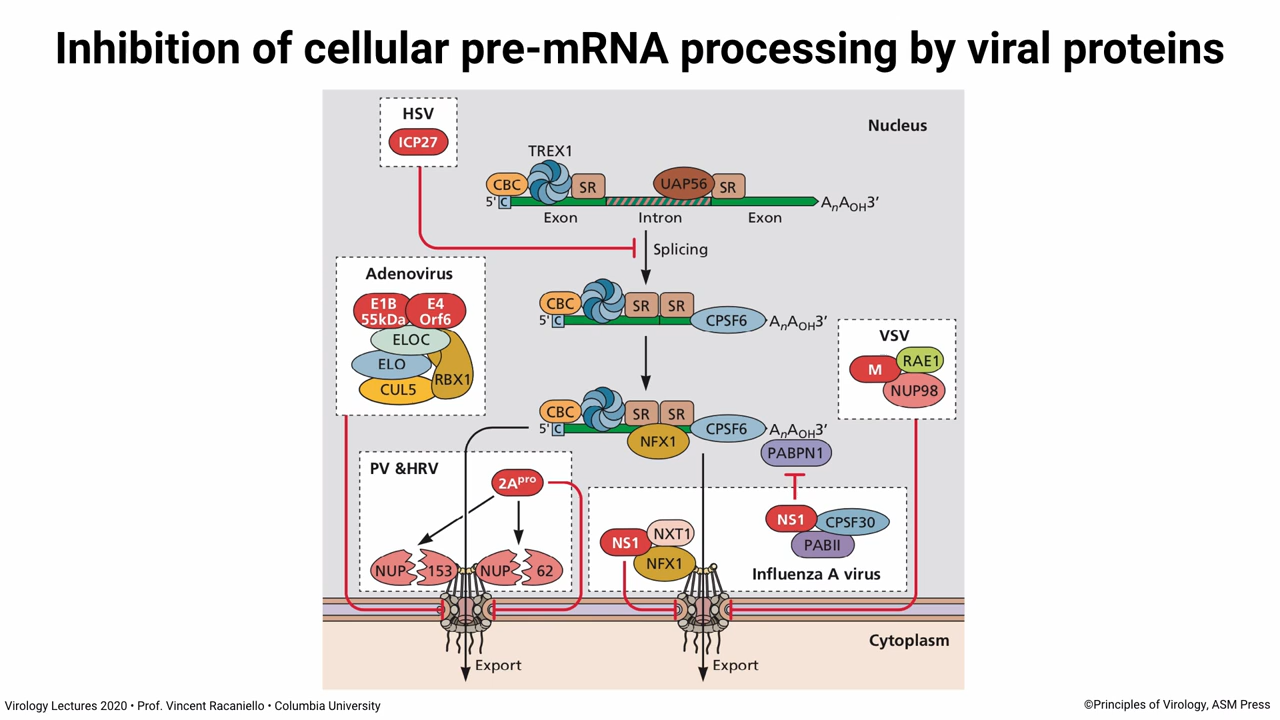 Inhibition of cellular pre-mRNA processing by viral proteins
HSV
ICP27
Nucleus
TREX1
CBC
SR
UAP56
SR
5′
C
AnAOH3′
Exon
Intron
Exon
Splicing
Adenovirus
E1B
55kDa
E4
Orf6
ELOC
ELO
RBX1
CUL5
CBC
SR
SR
CPSF6
5′
C
AnAOH3′
VSV
M
RAE1
NUP98
CBC
SR
SR
CPSF6
5′
C
AnAOH3′
NFX1
PABPN1
PV &HRV
2Apro
NUP
153
NUP
62
NS1
NXT1
NFX1
NS1
CPSF30
PABII
Influenza A virus
Cytoplasm
Export
Export
Virology Lectures 2020 • Prof. Vincent Racaniello • Columbia University
©Principles of Virology, ASM Press